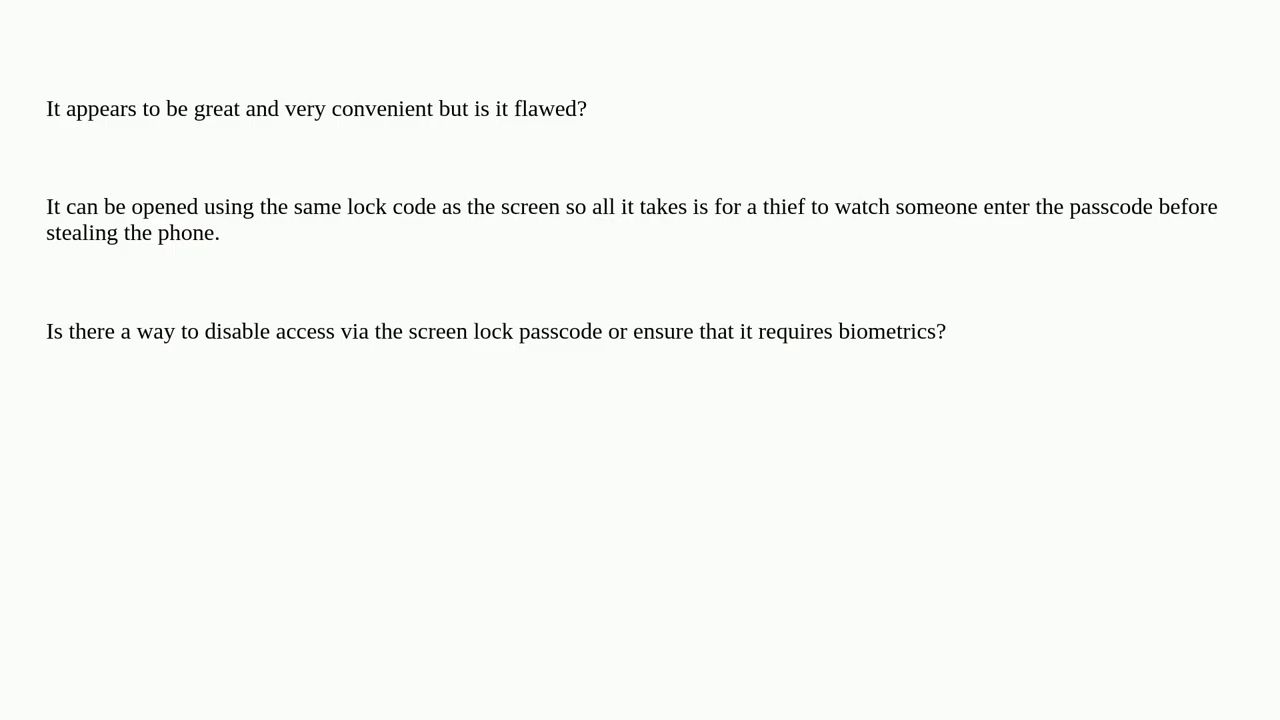 It appears to be great and very convenient but is it flawed?
It can be opened using the same lock code as the screen so all it takes is for a thief to watch someone enter the passcode before
stealing the phone.
Is there a way to disable access via the screen lock passcode or ensure that it requires biometrics?